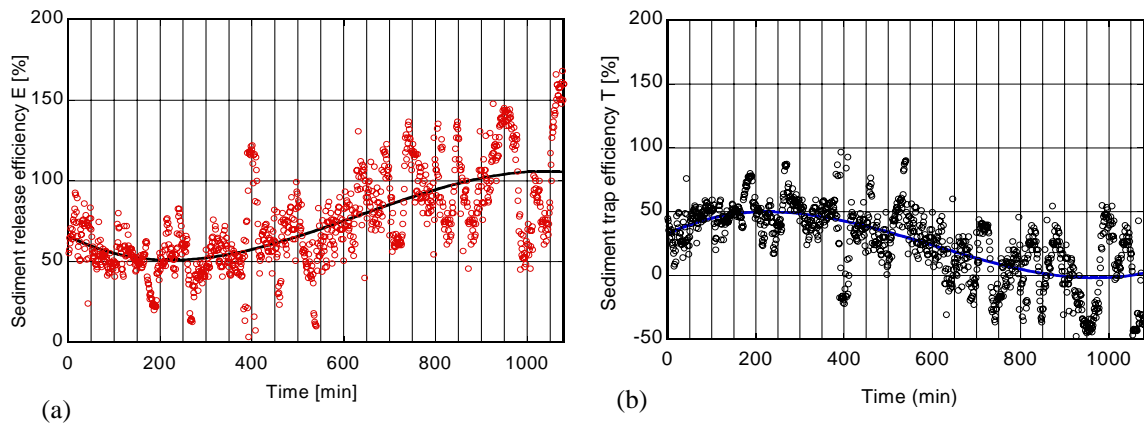 Sediment release efficiency E [%]
200
150
100
50
0
0 200 400 600 800 1000
Time [min]
(a)
Sediment trap efficiency T [%]
200
150
100
50
0
-50
0 200 400 600 800 1000
Time (min)
(b)